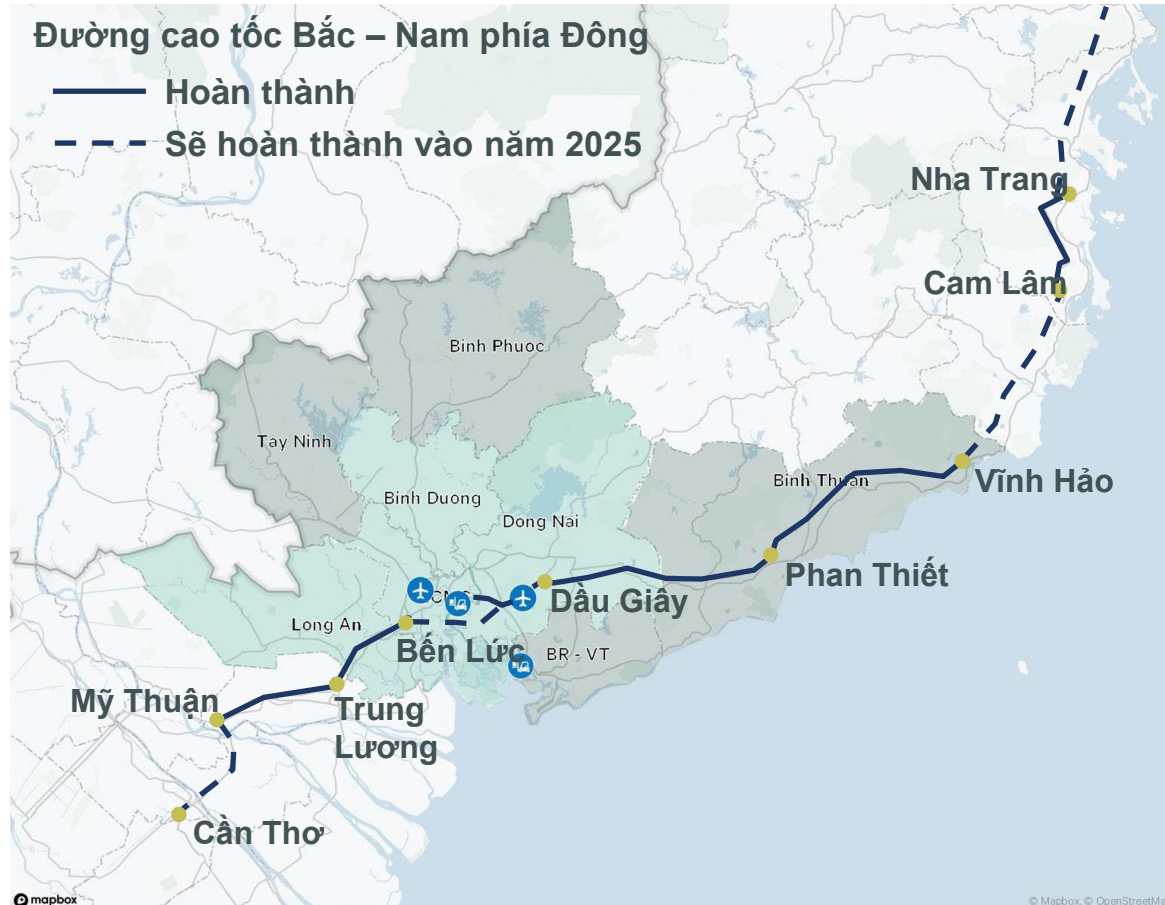 Đường cao tốc Bắc – Nam phía Đông
Hoàn thành
Sẽ hoàn thành vào năm 2025
Nha Trang
Cam Lâm
Binh Phuoc
Tay Ninh
Binh Thuan
Vĩnh Hảo
Binh Duong
Dong Nai
Phan Thiết
Dầu Giây
Long An
Bến Lức
BR - VT
Mỹ Thuận
Trung
Lương
Cần Thơ
mapbox
© Mapbox, © OpenStreetMa